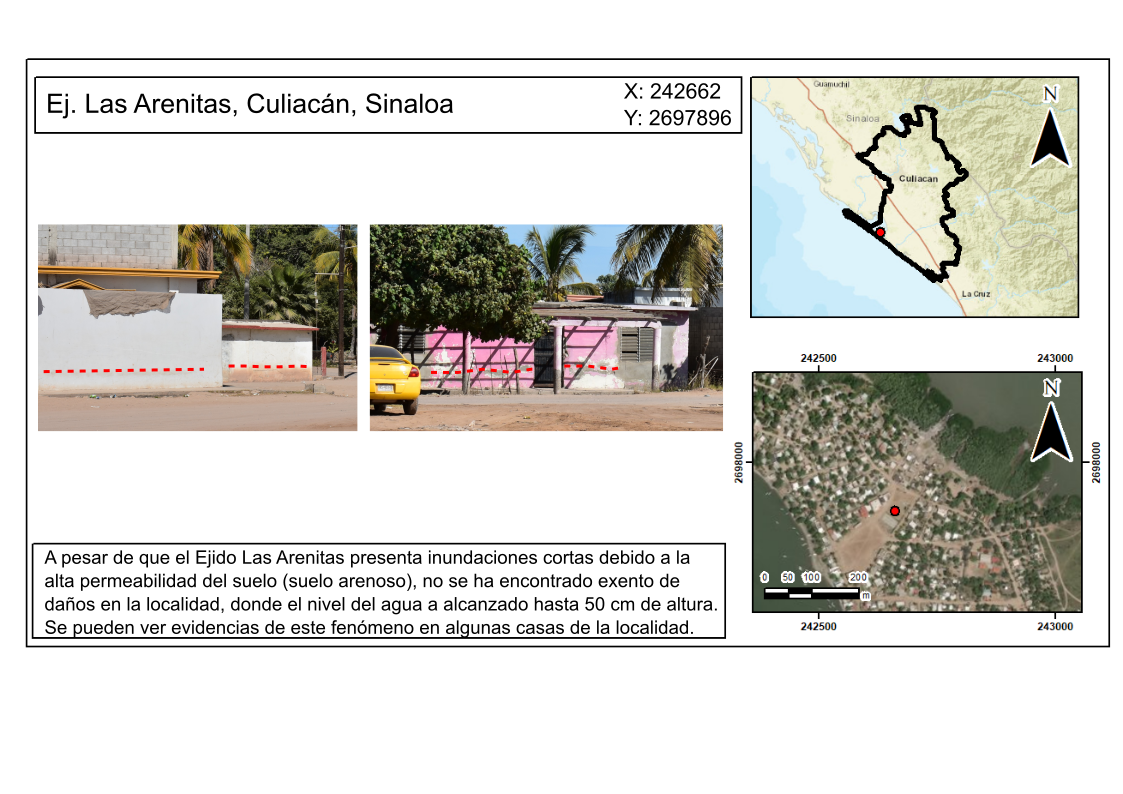 Ej. Las Arenitas, Culiacán, Sinaloa
X: 242662
Y: 2697896
N
Guamuchil
Sinaloa
Culiacan
La Cruz
242500 243000
N
2698000 2698000
0 50 100 200
m
242500 243000
A pesar de que el Ejido Las Arenitas presenta inundaciones cortas debido a la
alta permeabilidad del suelo (suelo arenoso), no se ha encontrado exento de
daños en la localidad, donde el nivel del agua a alcanzado hasta 50 cm de altura.
Se pueden ver evidencias de este fenómeno en algunas casas de la localidad.